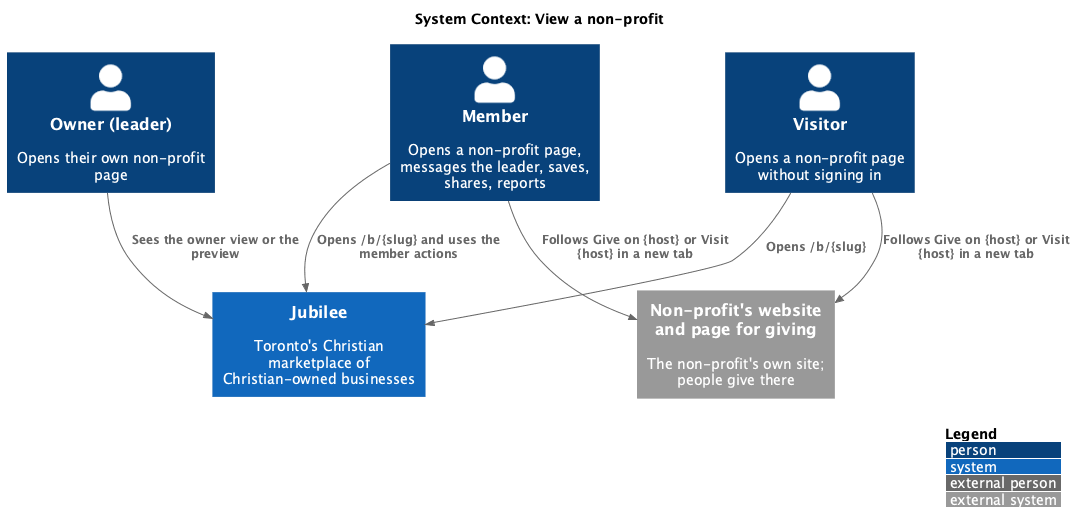 System Context: View a non-profit
Owner (leader)
Opens their own non-profit
page
Member
Opens a non-profit page,
messages the leader, saves,
shares, reports
Visitor
Opens a non-profit page
without signing in
Sees the owner view or the
preview
Opens /b/{slug} and uses the
member actions
Follows Give on {host} or Visit
{host} in a new tab
Opens /b/{slug}
Follows Give on {host} or Visit
{host} in a new tab
Jubilee
Toronto's Christian
marketplace of
Christian-owned businesses
Non-profit's website
and page for giving
The non-profit's own site;
people give there
Legend
person
system
external person
external system